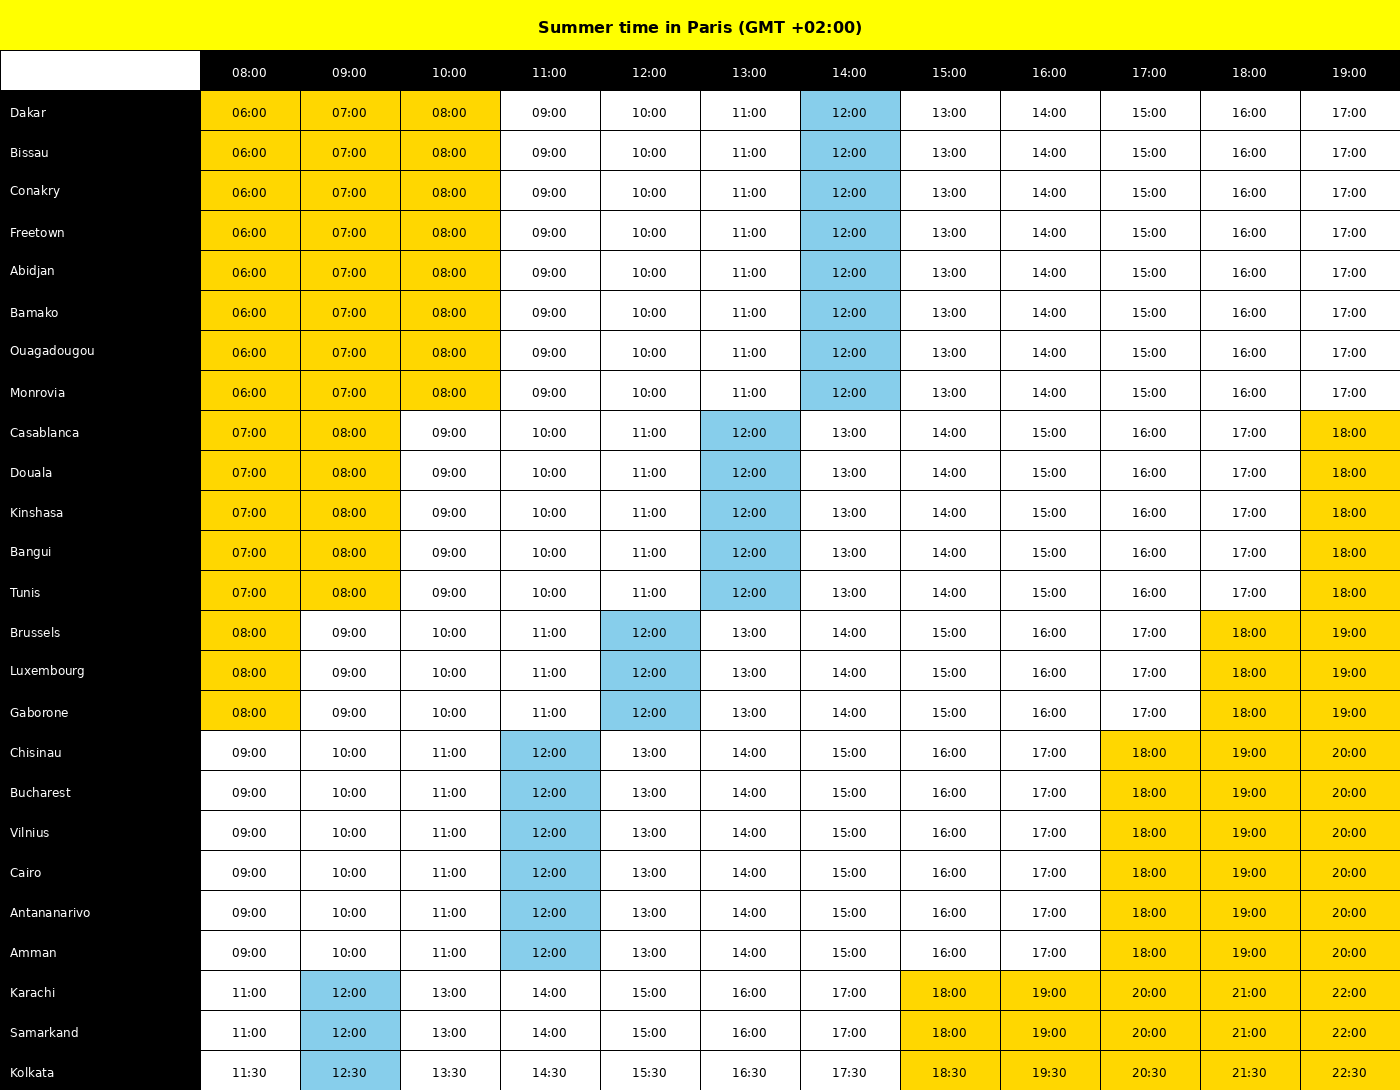 Summer time in Paris (GMT +02:00)
08:00 09:00 10:00 11:00 12:00 13:00 14:00 15:00 16:00 17:00 18:00 19:00
Dakar 06:00 07:00 08:00 09:00 10:00 11:00 12:00 13:00 14:00 15:00 16:00 17:00
Bissau 06:00 07:00 08:00 09:00 10:00 11:00 12:00 13:00 14:00 15:00 16:00 17:00
Conakry 06:00 07:00 08:00 09:00 10:00 11:00 12:00 13:00 14:00 15:00 16:00 17:00
Freetown 06:00 07:00 08:00 09:00 10:00 11:00 12:00 13:00 14:00 15:00 16:00 17:00
Abidjan 06:00 07:00 08:00 09:00 10:00 11:00 12:00 13:00 14:00 15:00 16:00 17:00
Bamako 06:00 07:00 08:00 09:00 10:00 11:00 12:00 13:00 14:00 15:00 16:00 17:00
Ouagadougou 06:00 07:00 08:00 09:00 10:00 11:00 12:00 13:00 14:00 15:00 16:00 17:00
Monrovia 06:00 07:00 08:00 09:00 10:00 11:00 12:00 13:00 14:00 15:00 16:00 17:00
Casablanca 07:00 08:00 09:00 10:00 11:00 12:00 13:00 14:00 15:00 16:00 17:00 18:00
Douala 07:00 08:00 09:00 10:00 11:00 12:00 13:00 14:00 15:00 16:00 17:00 18:00
Kinshasa 07:00 08:00 09:00 10:00 11:00 12:00 13:00 14:00 15:00 16:00 17:00 18:00
Bangui 07:00 08:00 09:00 10:00 11:00 12:00 13:00 14:00 15:00 16:00 17:00 18:00
Tunis 07:00 08:00 09:00 10:00 11:00 12:00 13:00 14:00 15:00 16:00 17:00 18:00
Brussels 08:00 09:00 10:00 11:00 12:00 13:00 14:00 15:00 16:00 17:00 18:00 19:00
Luxembourg 08:00 09:00 10:00 11:00 12:00 13:00 14:00 15:00 16:00 17:00 18:00 19:00
Gaborone 08:00 09:00 10:00 11:00 12:00 13:00 14:00 15:00 16:00 17:00 18:00 19:00
Chisinau 09:00 10:00 11:00 12:00 13:00 14:00 15:00 16:00 17:00 18:00 19:00 20:00
Bucharest 09:00 10:00 11:00 12:00 13:00 14:00 15:00 16:00 17:00 18:00 19:00 20:00
Vilnius 09:00 10:00 11:00 12:00 13:00 14:00 15:00 16:00 17:00 18:00 19:00 20:00
Cairo 09:00 10:00 11:00 12:00 13:00 14:00 15:00 16:00 17:00 18:00 19:00 20:00
Antananarivo 09:00 10:00 11:00 12:00 13:00 14:00 15:00 16:00 17:00 18:00 19:00 20:00
Amman 09:00 10:00 11:00 12:00 13:00 14:00 15:00 16:00 17:00 18:00 19:00 20:00
Karachi 11:00 12:00 13:00 14:00 15:00 16:00 17:00 18:00 19:00 20:00 21:00 22:00
Samarkand 11:00 12:00 13:00 14:00 15:00 16:00 17:00 18:00 19:00 20:00 21:00 22:00
Kolkata 11:30 12:30 13:30 14:30 15:30 16:30 17:30 18:30 19:30 20:30 21:30 22:30